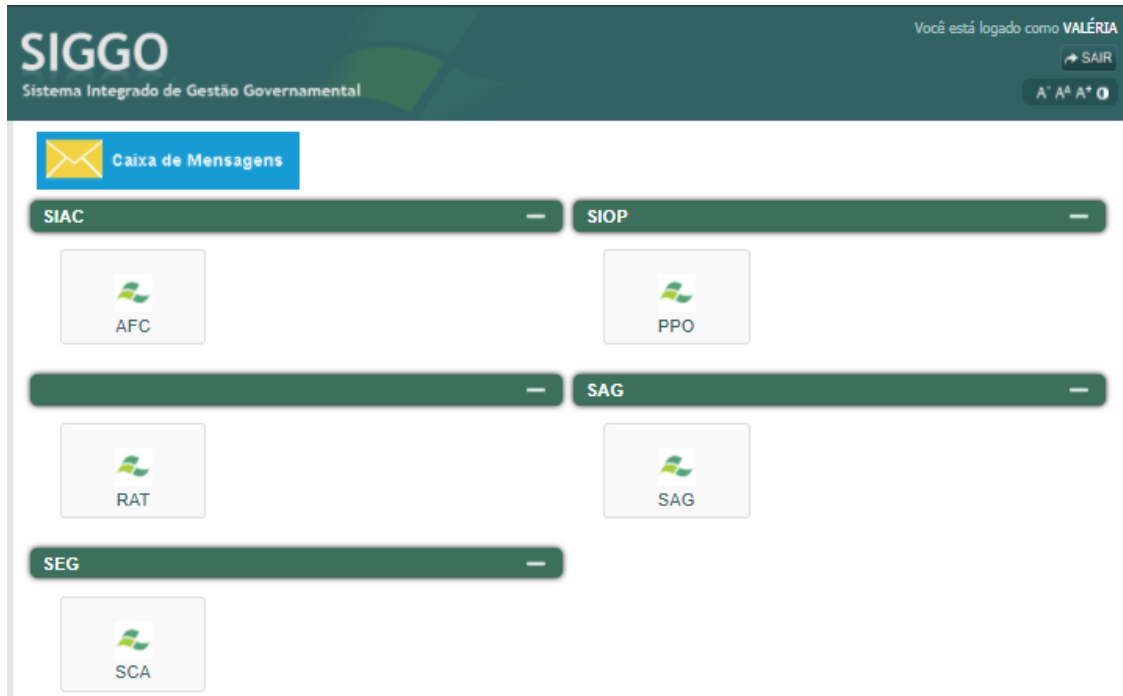 SIGGO
Sistema Integrado de Gestão Governamental
Você está logado como VALÉRIA
SAIR
A- AA A+
Caixa de Mensagens
SIAC
SIOP
AFC
PPO
SAG
RAT
SAG
SEG
SCA